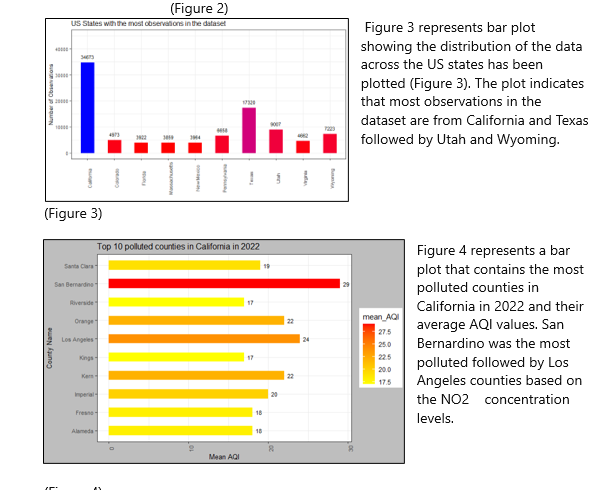 (Figure 2)
US States with the most observations in the dataset
Number of Observations
40000
30000
20000
10000
0
34673
4973
3922
3859
3964
6658
17326
9007
4662
7223
California
Colorado
Florida
Massachusetts
New Mexico
Pennsylvania
Texas
Utah
Virginia
Wyoming
Figure 3 represents bar plot
showing the distribution of the data
across the US states has been
plotted (Figure 3). The plot indicates
that most observations in the
dataset are from California and Texas
followed by Utah and Wyoming.
(Figure 3)
Top 10 polluted counties in California in 2022
County Name
Santa Clara
19
San Bernardino
29
Riverside
17
Orange
22
Los Angeles
24
Kings
17
Kern
22
Imperial
20
Fresno
18
Alameda
18
0
10
20
30
Mean AQI
mean_AQI
27.5
25.0
22.5
20.0
17.5
Figure 4 represents a bar
plot that contains the most
polluted counties in
California in 2022 and their
average AQI values. San
Bernardino was the most
polluted followed by Los
Angeles counties based on
the NO2 concentration
levels.